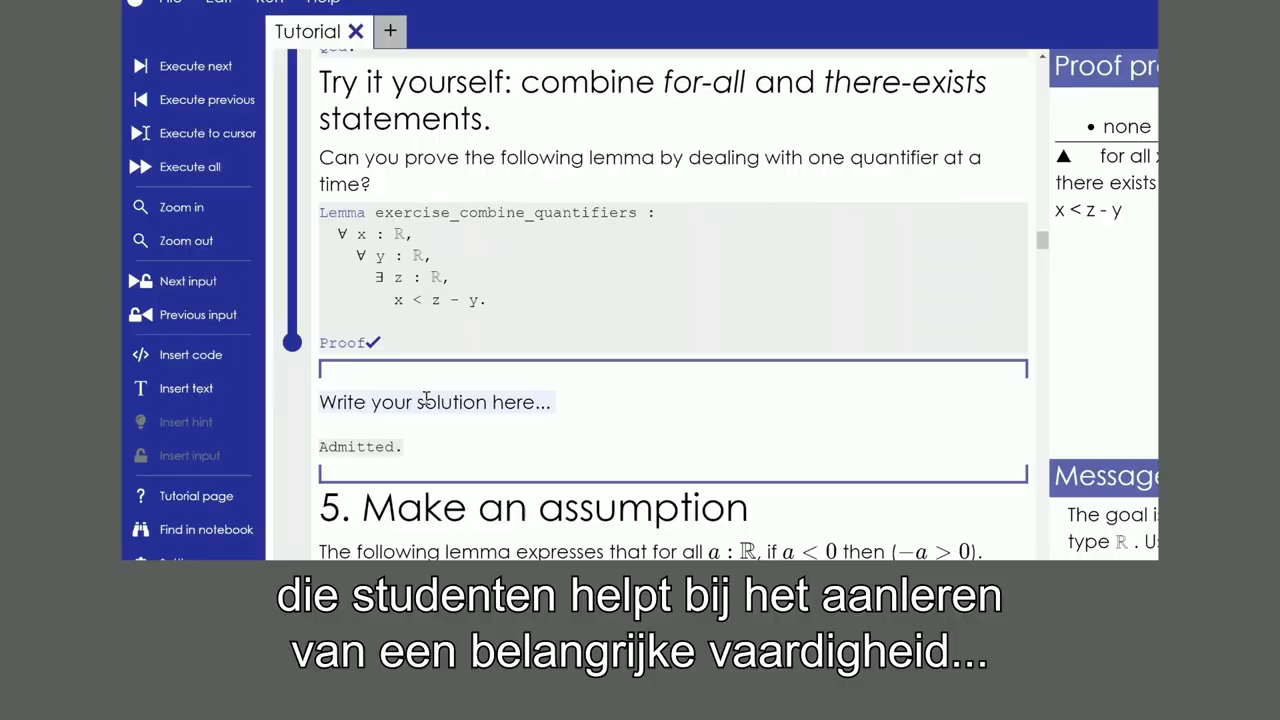 Tutorial
+
Execute next
Execute previous
Execute to cursor
Execute all
Zoom in
Zoom out
Next input
Previous input
Insert code
Insert text
Insert hint
Insert input
Tutorial page
Find in notebook
Try it yourself: combine for-all and there-exists
statements.
Can you prove the following lemma by dealing with one quantifier at a
time?
Lemma exercise_combine_quantifiers :
∀ x : ℝ,
∀ y : ℝ,
∃ z : ℝ,
x < z - y.
Proof
Write your solution here...
Admitted.
5. Make an assumption
The following lemma expresses that for all a : ℝ, if a < 0 then (−a > 0).
Proof pr
• none
for all
there exists
x < z - y
Message
The goal i
type ℝ . U
die studenten helpt bij het aanleren
van een belangrijke vaardigheid...